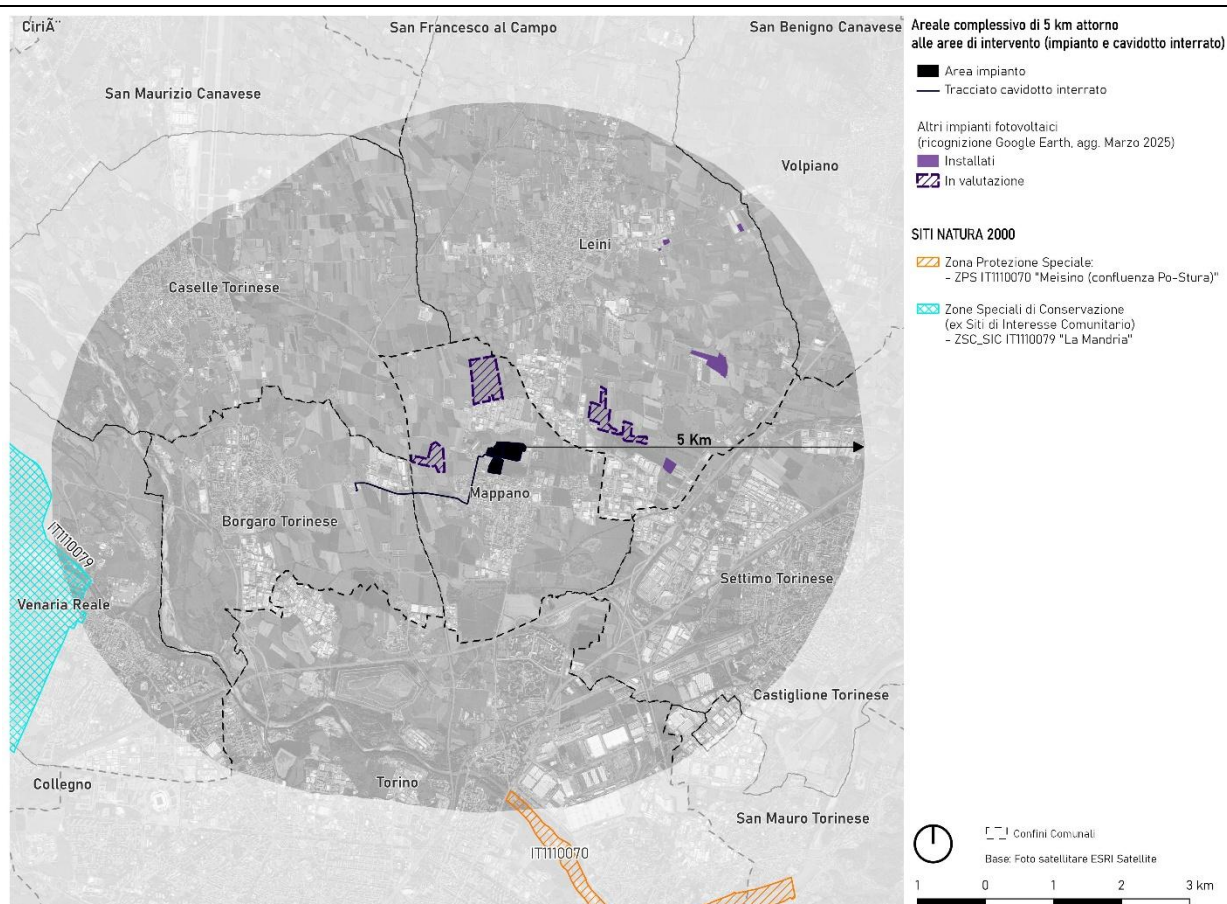 CiriÃ¨
San Francesco al Campo
San Benigno Canavese
San Maurizio Canavese
Volpiano
Leini
Caselle Torinese
5 Km
Mappano
Borgaro Torinese
IT1110079
Settimo Torinese
Venaria Reale
Castiglione Torinese
Collegno
Torino
San Mauro Torinese
IT1110070
Areale complessivo di 5 km attorno
alle aree di intervento (impianto e cavidotto interrato)
Area impianto
Tracciato cavidotto interrato
Altri impianti fotovoltaici
(ricognizione Google Earth, agg. Marzo 2025)
Installati
In valutazione
SITI NATURA 2000
Zona Protezione Speciale:
- ZPS IT1110070 "Meisino (confluenza Po-Stura)"
Zone Speciali di Conservazione
(ex Siti di Interesse Comunitario)
- ZSC_SIC IT1110079 "La Mandria"
Confini Comunali
Base: Foto satellitare ESRI Satellite
1 0 1 2 3 km